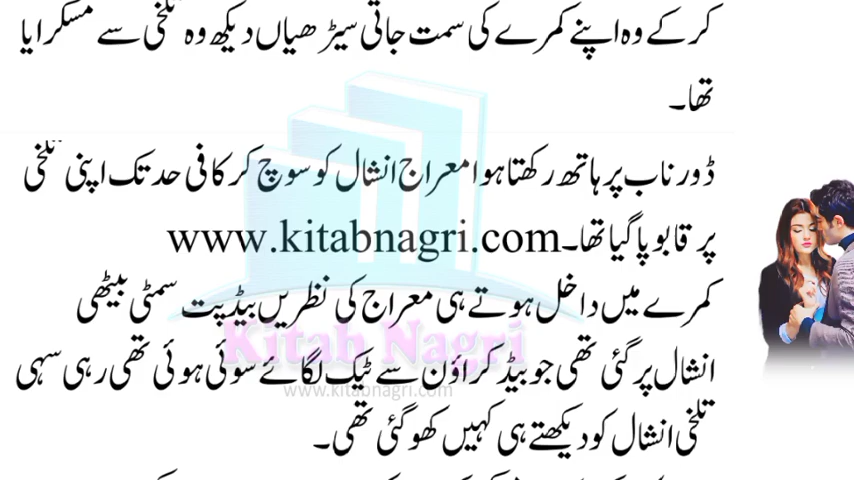 کر کے وہ اپنے کمرے کی سمت جاتی سیڑھیاں دیکھ وہ تلخی سے مسکرایا
تھا۔
ڈور ناب پر ہاتھ رکھتا ہوا معراج انشال کو سوچ کر کافی حد تک اپنی تلخی
پر قابو پا گیا تھا۔ www.kitabnagri.com
کمرے میں داخل ہوتے ہی معراج کی نظریں بیڈ پت سمٹی بیٹھی
Kitab Nagri
انشال پر گئی تھی جو بیڈ کراؤن سے ٹیک لگائے سوئی ہوئی تھی رہی سہی
www.kitabnagri.com
تلخی انشال کو دیکھتے ہی کہیں کھو گئی تھی۔